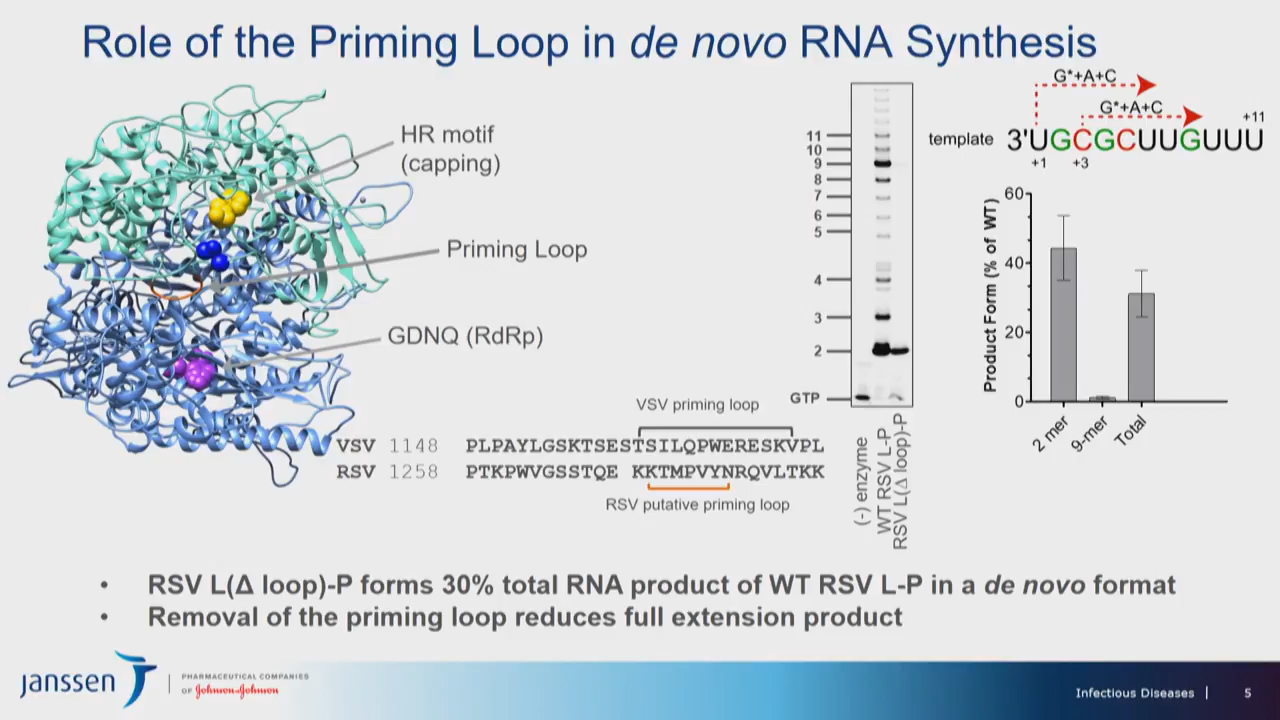 Role of the Priming Loop in de novo RNA Synthesis
HR motif
(capping)
Priming Loop
GDNQ (RdRp)
VSV priming loop
VSV 1148 PLPAYLGSKTSESTSILQPWERESKVPL
RSV 1258 PTKPWVGSSTQE KKTMPVYNRQVLTKK
RSV putative priming loop
11
10
9
8
7
6
5
4
3
2
GTP
(-) enzyme
WT RSV L-P
RSV L(Δ loop)-P
G*+A+C
G*+A+C
+11
template 3'UGCGCUUGUUU
+1 +3
Product Form (% of WT)
60
40
20
0
2 mer
9-mer
Total
• RSV L(Δ loop)-P forms 30% total RNA product of WT RSV L-P in a de novo format
• Removal of the priming loop reduces full extension product
janssen
PHARMACEUTICAL COMPANIES
OF Johnson & Johnson
Infectious Diseases | 5